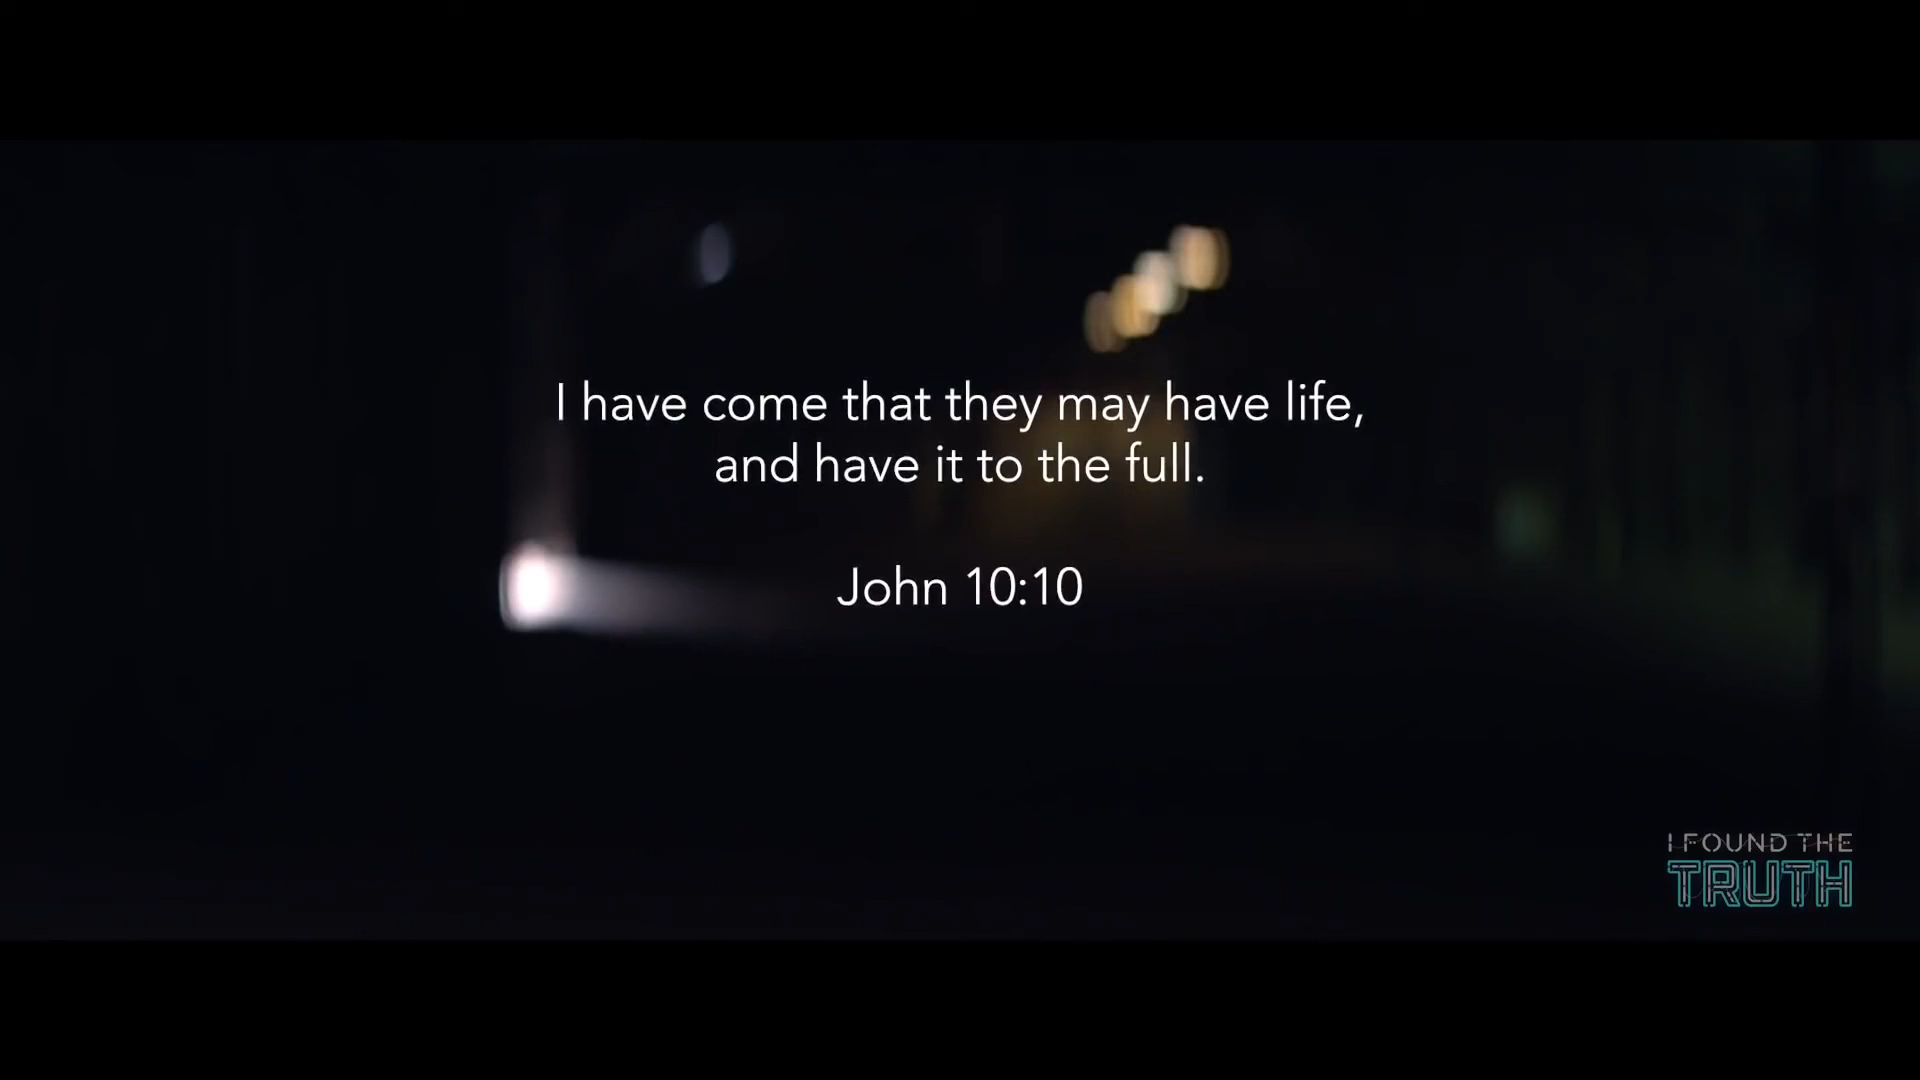 I have come that they may have life,
and have it to the full.
John 10:10
I FOUND THE
TRUTH